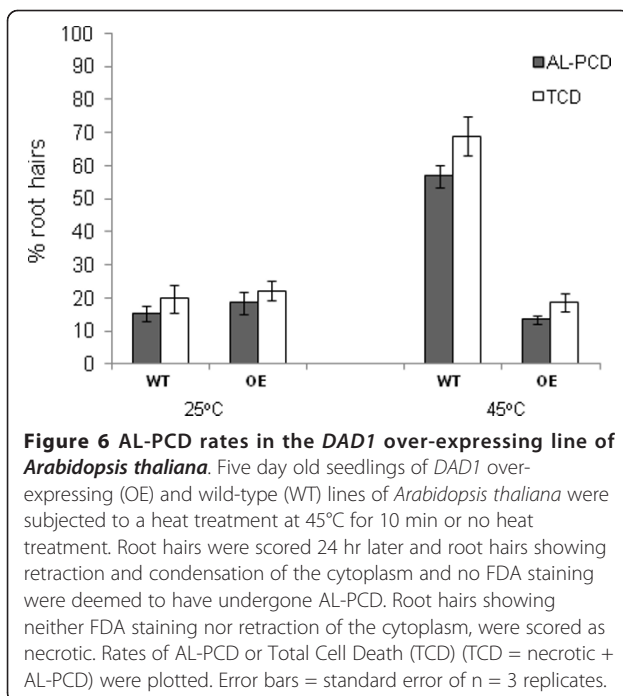 100
90
80
70
60
50
40
30
20
10
0
% root hairs
AL-PCD
TCD
WT OE WT OE
25°C 45°C
Figure 6 AL-PCD rates in the DAD1 over-expressing line of
Arabidopsis thaliana. Five day old seedlings of DAD1 over-
expressing (OE) and wild-type (WT) lines of Arabidopsis thaliana were
subjected to a heat treatment at 45°C for 10 min or no heat
treatment. Root hairs were scored 24 hr later and root hairs showing
retraction and condensation of the cytoplasm and no FDA staining
were deemed to have undergone AL-PCD. Root hairs showing
neither FDA staining nor retraction of the cytoplasm, were scored as
necrotic. Rates of AL-PCD or Total Cell Death (TCD) (TCD = necrotic +
AL-PCD) were plotted. Error bars = standard error of n = 3 replicates.